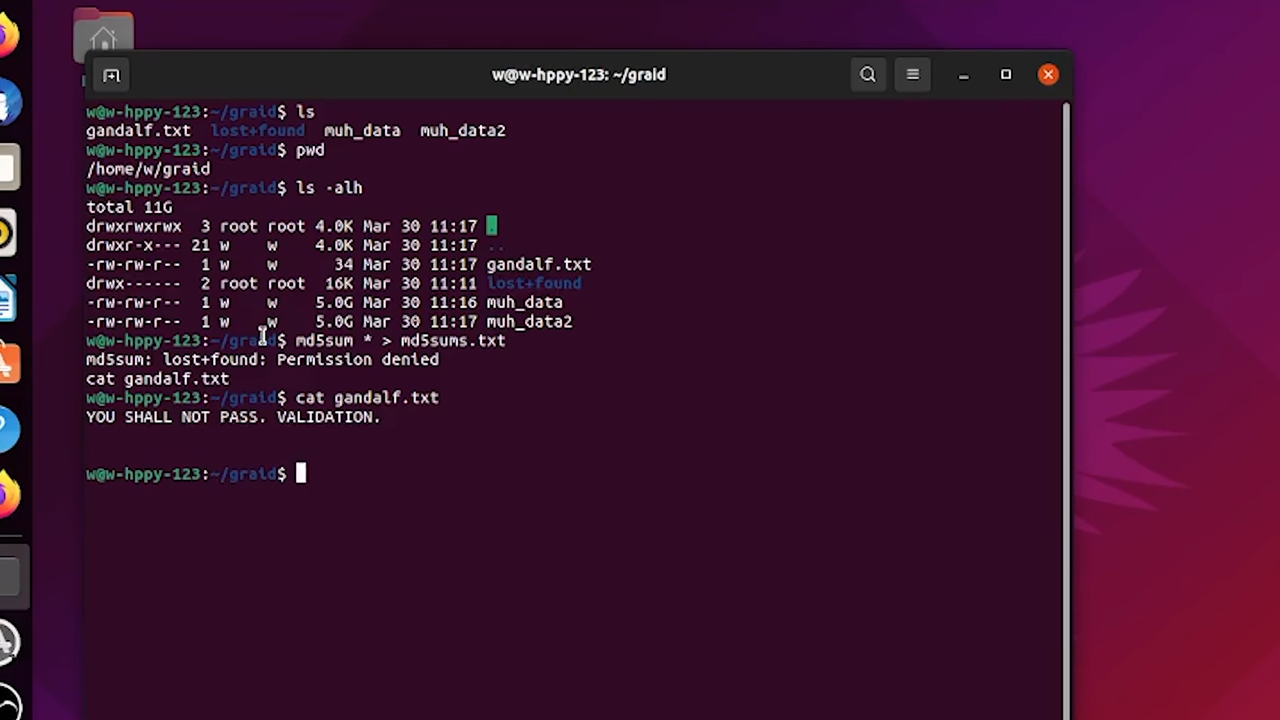 w@w-hppy-123: ~/graid
w@w-hppy-123:~/graid$ ls
gandalf.txt  lost+found  muh_data  muh_data2
w@w-hppy-123:~/graid$ pwd
/home/w/graid
w@w-hppy-123:~/graid$ ls -alh
total 11G
drwxrwxrwx  3 root root 4.0K Mar 30 11:17 .
drwxr-x--- 21 w    w    4.0K Mar 30 11:17 ..
-rw-rw-r--  1 w    w      34 Mar 30 11:17 gandalf.txt
drwx------  2 root root  16K Mar 30 11:11 lost+found
-rw-rw-r--  1 w    w    5.0G Mar 30 11:16 muh_data
-rw-rw-r--  1 w    w    5.0G Mar 30 11:17 muh_data2
w@w-hppy-123:~/graid$ md5sum * > md5sums.txt
md5sum: lost+found: Permission denied
cat gandalf.txt
w@w-hppy-123:~/graid$ cat gandalf.txt
YOU SHALL NOT PASS. VALIDATION.
w@w-hppy-123:~/graid$